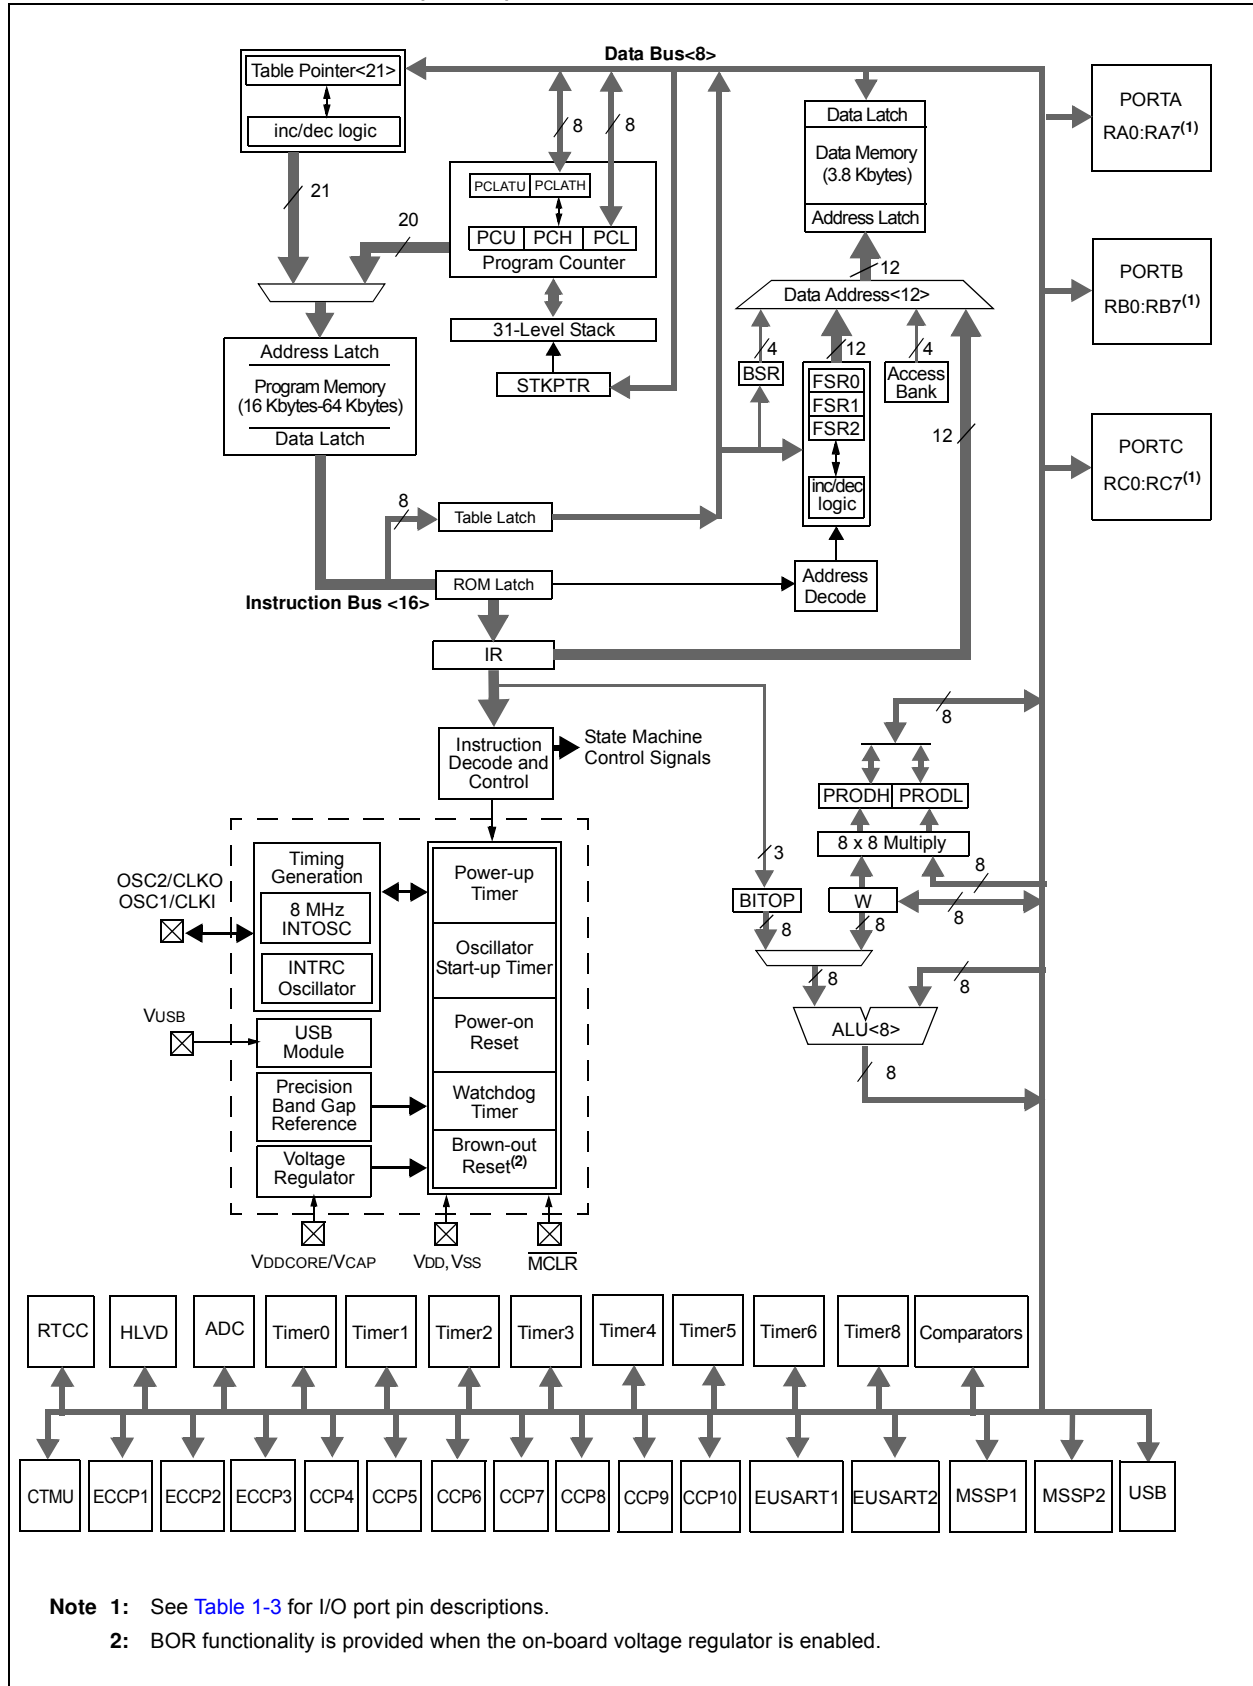 Data Bus<8>
Table Pointer<21>
inc/dec logic
21
20
8
8
PCLATU PCLATH
PCU PCH PCL
Program Counter
31-Level Stack
STKPTR
Address Latch
Program Memory
(16 Kbytes-64 Kbytes)
Data Latch
Data Latch
Data Memory
(3.8 Kbytes)
Address Latch
12
Data Address<12>
4
12
4
BSR
FSR0
FSR1
FSR2
inc/dec
logic
Access
Bank
12
PORTA
RA0:RA7(1)
PORTB
RB0:RB7(1)
PORTC
RC0:RC7(1)
8
Table Latch
ROM Latch
Instruction Bus <16>
Address
Decode
IR
Instruction
Decode and
Control
State Machine
Control Signals
8
PRODH PRODL
8 x 8 Multiply
3
8
BITOP
W
8
8
8
8
8
ALU<8>
8
OSC2/CLKO
OSC1/CLKI
Timing
Generation
8 MHz
INTOSC
INTRC
Oscillator
VUSB
USB
Module
Precision
Band Gap
Reference
Voltage
Regulator
Power-up
Timer
Oscillator
Start-up Timer
Power-on
Reset
Watchdog
Timer
Brown-out
Reset(2)
VDDCORE/VCAP
VDD, VSS
MCLR
RTCC HLVD ADC Timer0 Timer1 Timer2 Timer3 Timer4 Timer5 Timer6 Timer8 Comparators
CTMU ECCP1 ECCP2 ECCP3 CCP4 CCP5 CCP6 CCP7 CCP8 CCP9 CCP10 EUSART1 EUSART2 MSSP1 MSSP2 USB
Note 1: See Table 1-3 for I/O port pin descriptions.
2: BOR functionality is provided when the on-board voltage regulator is enabled.